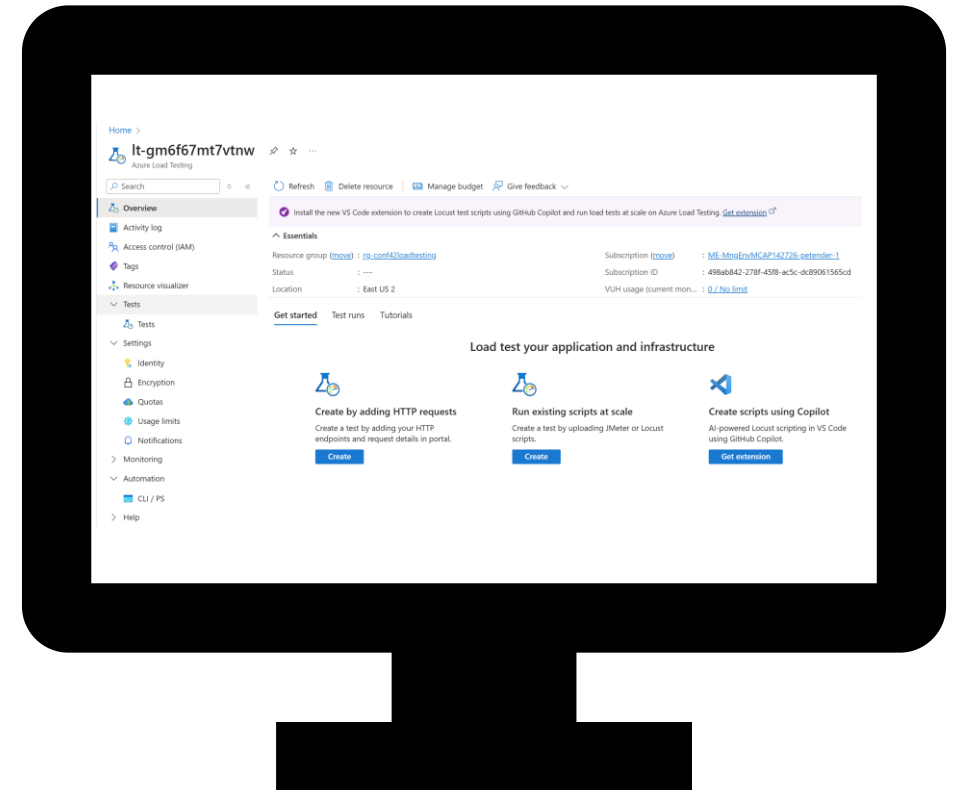 Home >
lt-gm6f67mt7vtnw
Azure Load Testing
Search
Refresh Delete resource Manage budget Give feedback
Overview
Install the new VS Code extension to create Locust test scripts using GitHub Copilot and run load tests at scale on Azure Load Testing. Get extension
Activity log
Access control (IAM)
Tags
Resource visualizer
Tests
Tests
Settings
Identity
Encryption
Quotas
Usage limits
Notifications
Monitoring
Automation
CLI / PS
Help
Essentials
Resource group (move) : rg-conf42loadtesting
Status : ---
Location : East US 2
Subscription (move) : ME-MngEnvMCAP142726-petender-1
Subscription ID : 498ab842-278f-45f8-ac5c-dc89061565cd
VUH usage (current mon... : 0 / No limit
Get started Test runs Tutorials
Load test your application and infrastructure
Create by adding HTTP requests
Create a test by adding your HTTP
endpoints and request details in portal.
Create
Run existing scripts at scale
Create a test by uploading JMeter or Locust
scripts.
Create
Create scripts using Copilot
AI-powered Locust scripting in VS Code
using GitHub Copilot.
Get extension